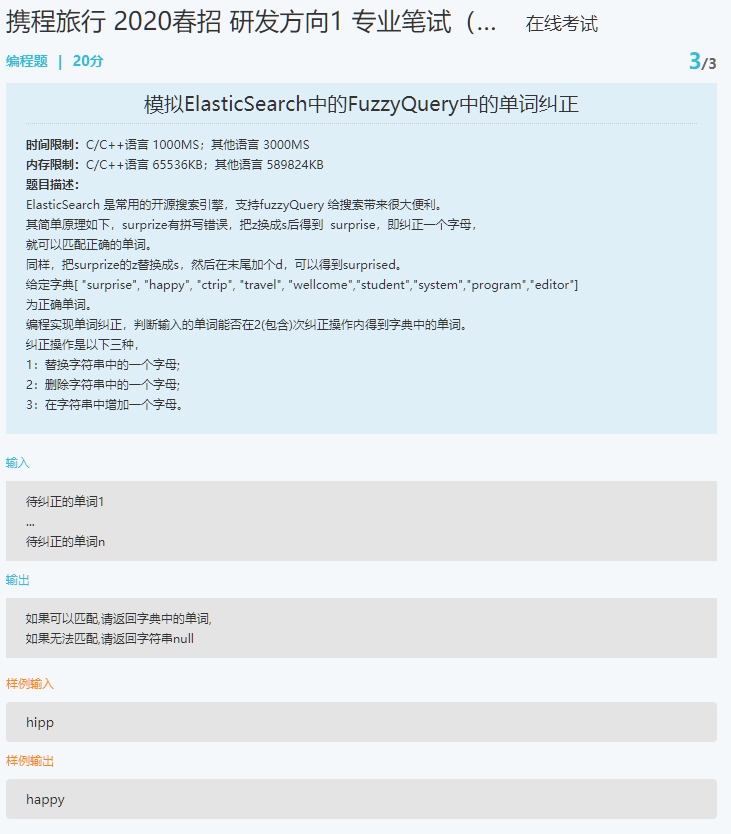 携程旅行 2020春招 研发方向1 专业笔试（... 在线考试
编程题 | 20分 3/3
模拟ElasticSearch中的FuzzyQuery中的单词纠正
时间限制：C/C++语言 1000MS；其他语言 3000MS
内存限制：C/C++语言 65536KB；其他语言 589824KB
题目描述：
ElasticSearch 是常用的开源搜索引擎，支持fuzzyQuery 给搜索带来很大便利。
其简单原理如下，surprize有拼写错误，把z换成s后得到 surprise，即纠正一个字母，
就可以匹配正确的单词。
同样，把surprize的z替换成s，然后在末尾加个d，可以得到surprised。
给定字典[ "surprise", "happy", "ctrip", "travel", "wellcome","student","system","program","editor"]
为正确单词。
编程实现单词纠正，判断输入的单词能否在2(包含)次纠正操作内得到字典中的单词。
纠正操作是以下三种，
1：替换字符串中的一个字母;
2：删除字符串中的一个字母;
3：在字符串中增加一个字母。
输入
待纠正的单词1
...
待纠正的单词n
输出
如果可以匹配,请返回字典中的单词,
如果无法匹配,请返回字符串null
样例输入
hipp
样例输出
happy